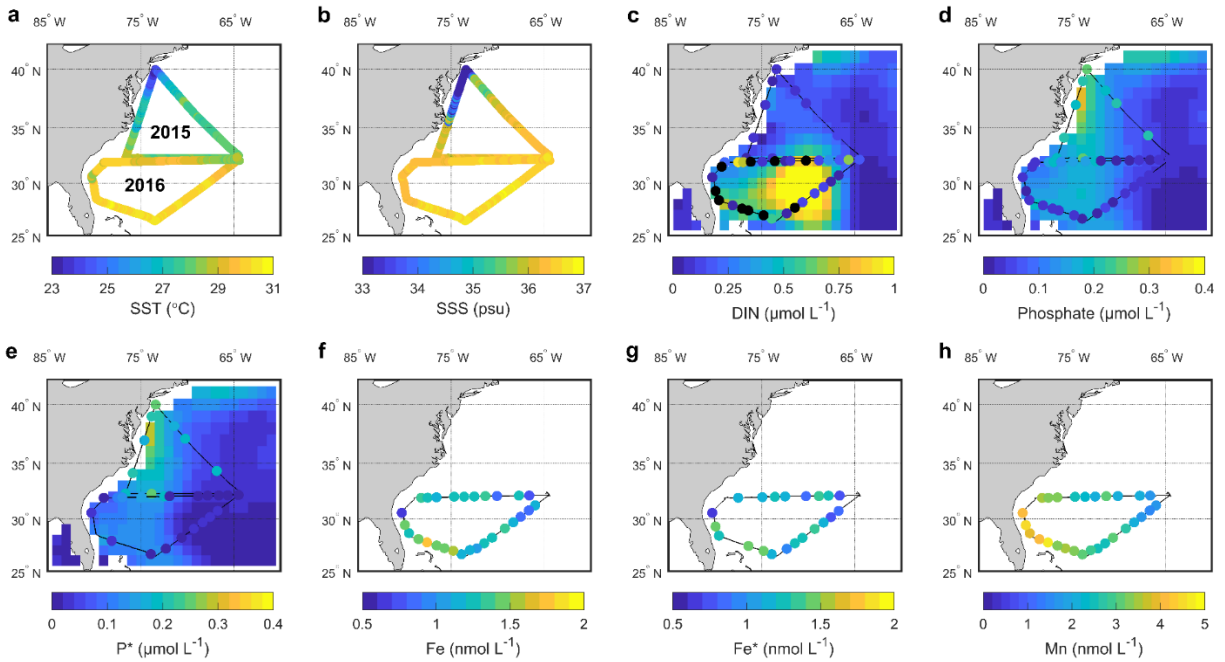 a b c d
85° W 75° W 65° W 85° W 75° W 65° W 85° W 75° W 65° W 85° W 75° W 65° W
40° N 40° N 40° N 40° N
2015
35° N 35° N 35° N 35° N
2016
30° N 30° N 30° N 30° N
25° N 25° N 25° N 25° N
23 25 27 29 31 33 34 35 36 37 0 0.25 0.5 0.75 1 0 0.1 0.2 0.3 0.4
SST (°C) SSS (psu) DIN (µmol L⁻¹) Phosphate (µmol L⁻¹)
e f g h
85° W 75° W 65° W 85° W 75° W 65° W 85° W 75° W 65° W 85° W 75° W 65° W
40° N 40° N 40° N 40° N
35° N 35° N 35° N 35° N
30° N 30° N 30° N 30° N
25° N 25° N 25° N 25° N
0 0.1 0.2 0.3 0.4 0.5 1 1.5 2 0.5 1 1.5 2 0 1 2 3 4 5
P* (µmol L⁻¹) Fe (nmol L⁻¹) Fe* (nmol L⁻¹) Mn (nmol L⁻¹)